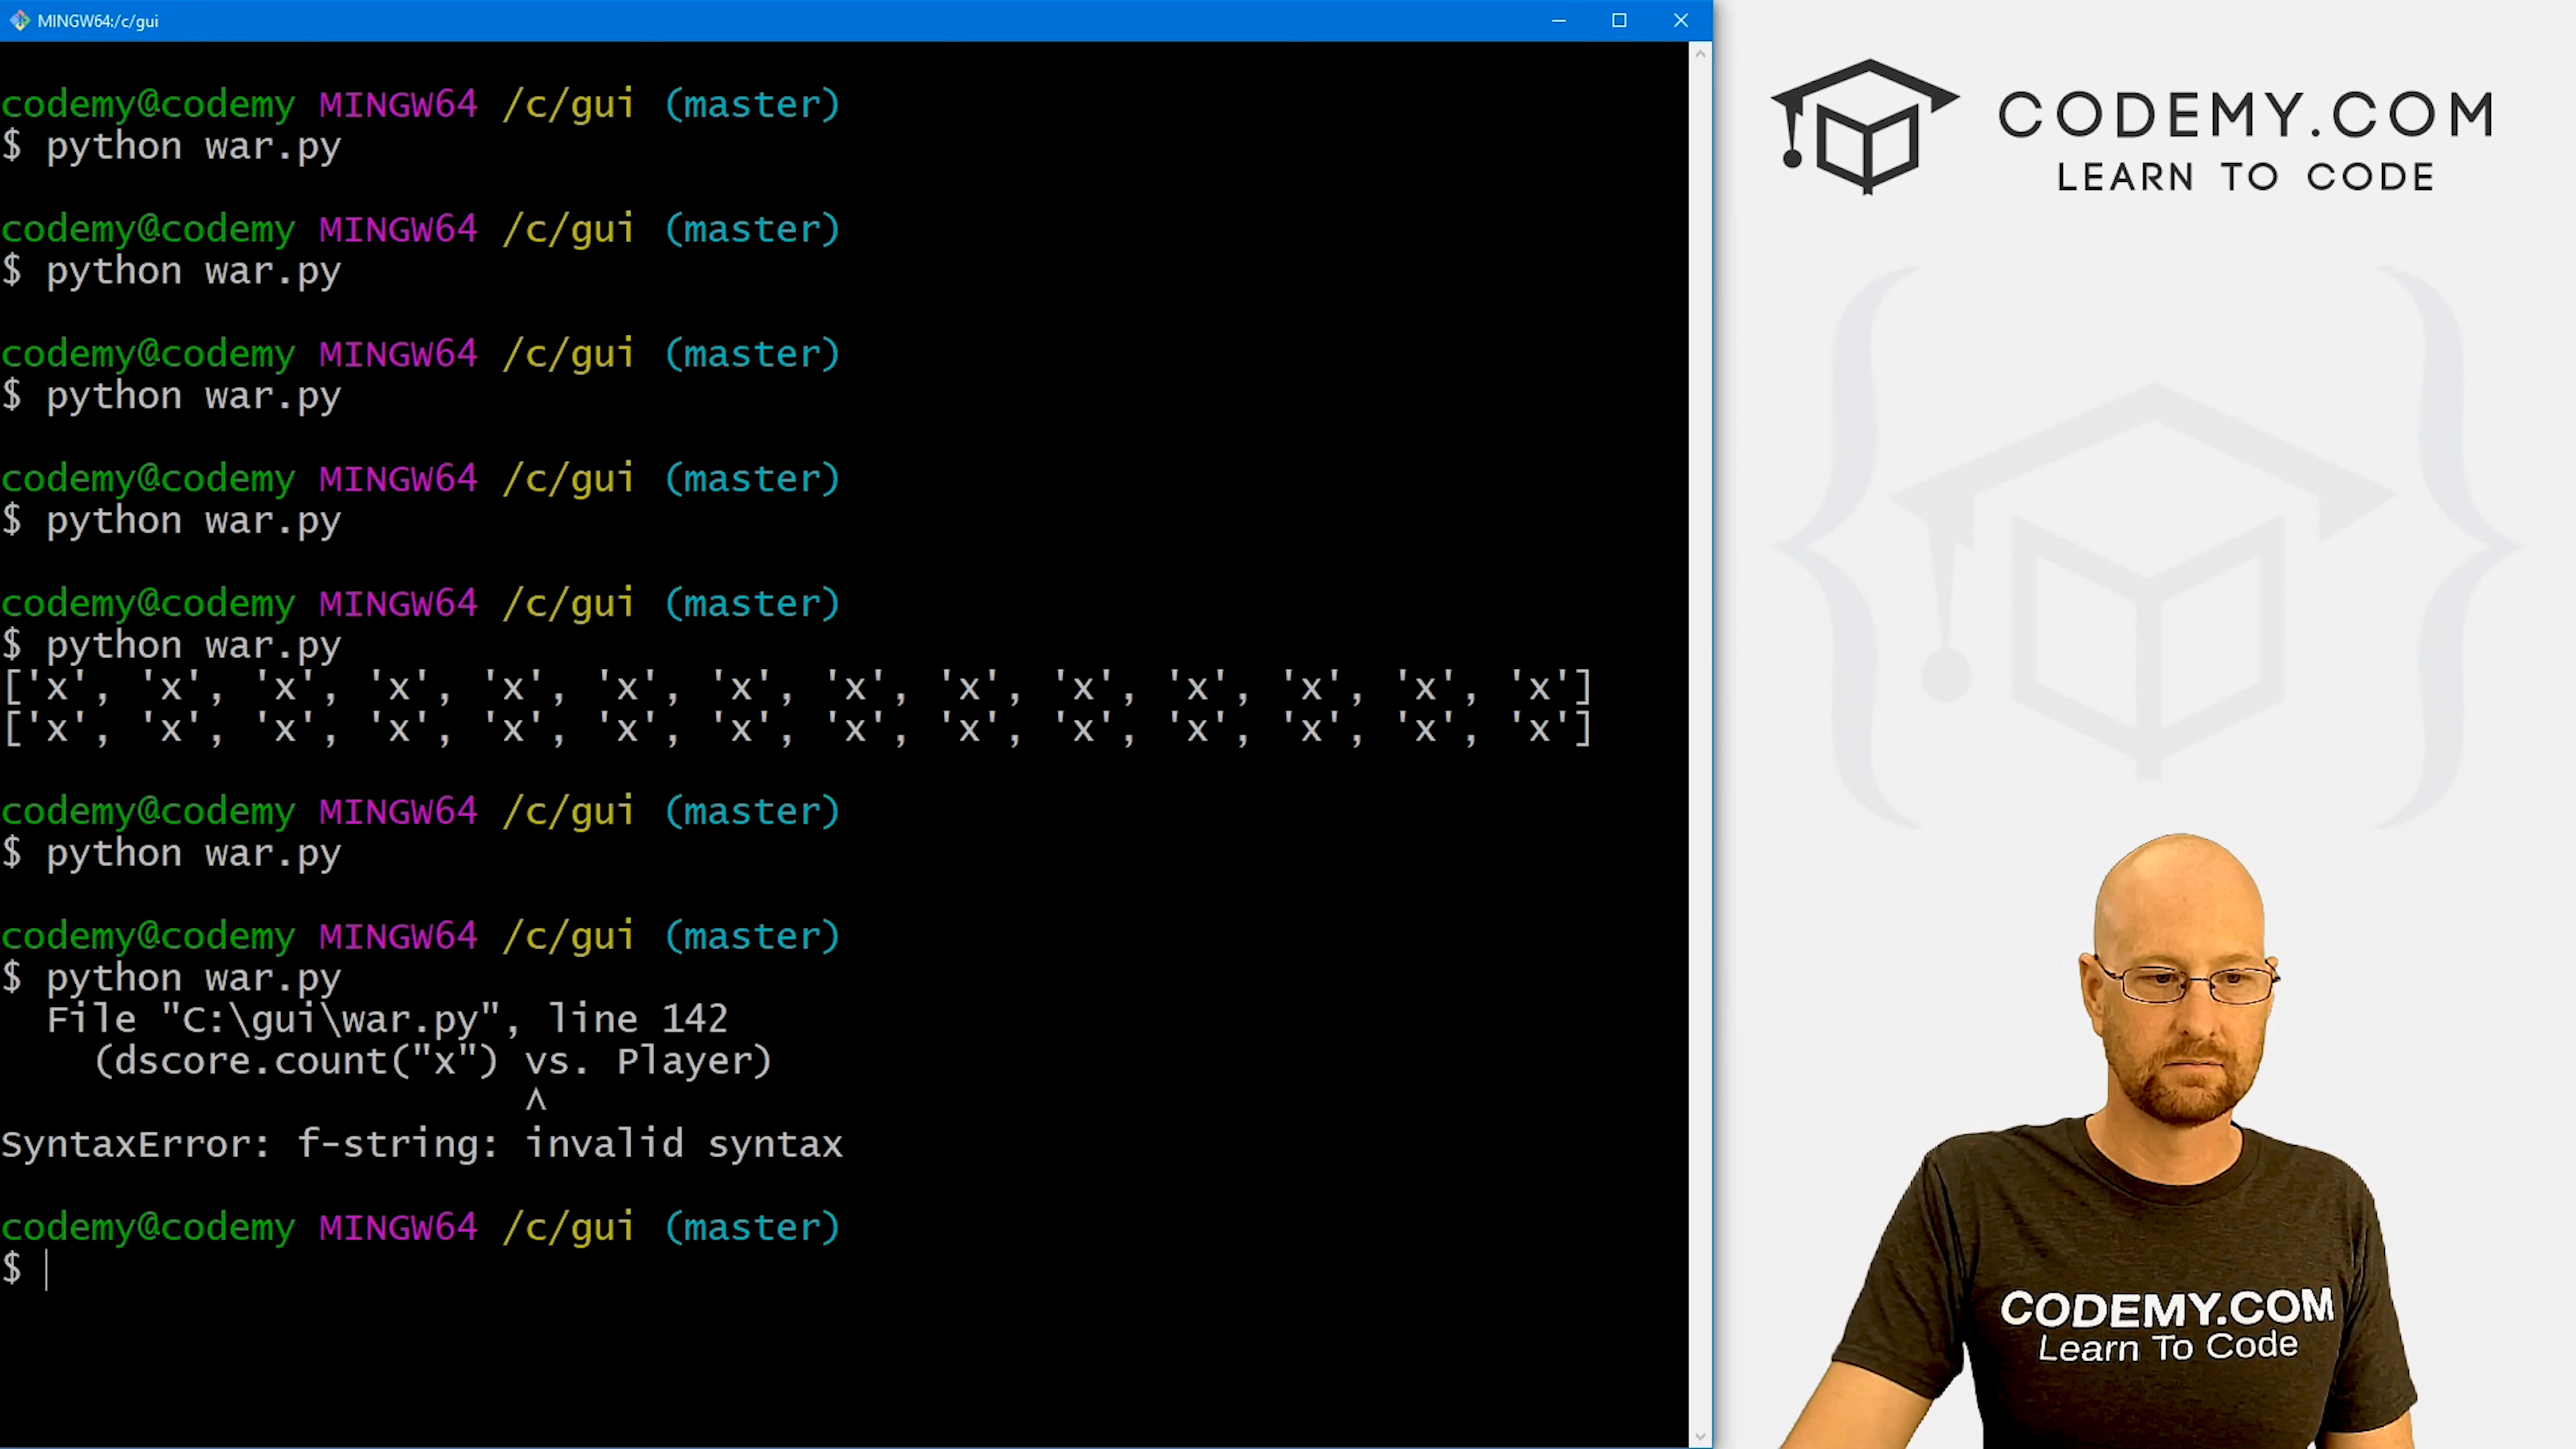 MINGW64:/c/gui
codemy@codemy MINGW64 /c/gui (master)
$ python war.py
codemy@codemy MINGW64 /c/gui (master)
$ python war.py
codemy@codemy MINGW64 /c/gui (master)
$ python war.py
codemy@codemy MINGW64 /c/gui (master)
$ python war.py
codemy@codemy MINGW64 /c/gui (master)
$ python war.py
['x', 'x', 'x', 'x', 'x', 'x', 'x', 'x', 'x', 'x', 'x', 'x', 'x', 'x']
['x', 'x', 'x', 'x', 'x', 'x', 'x', 'x', 'x', 'x', 'x', 'x', 'x', 'x']
codemy@codemy MINGW64 /c/gui (master)
$ python war.py
codemy@codemy MINGW64 /c/gui (master)
$ python war.py
File "C:\gui\war.py", line 142
(dscore.count("x") vs. Player)
^
SyntaxError: f-string: invalid syntax
codemy@codemy MINGW64 /c/gui (master)
$
CODEMY.COM
LEARN TO CODE
CODEMY.COM
Learn To Code